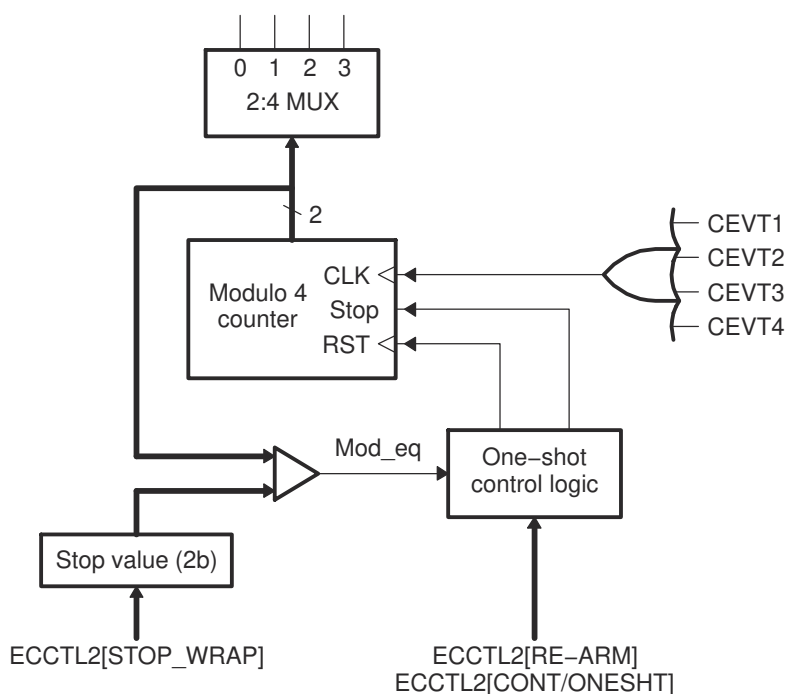 0 1 2 3
2:4 MUX
2
CEVT1
CEVT2
CEVT3
CEVT4
Modulo 4
counter
CLK
Stop
RST
Mod_eq
One−shot
control logic
Stop value (2b)
ECCTL2[STOP_WRAP]
ECCTL2[RE−ARM]
ECCTL2[CONT/ONESHT]